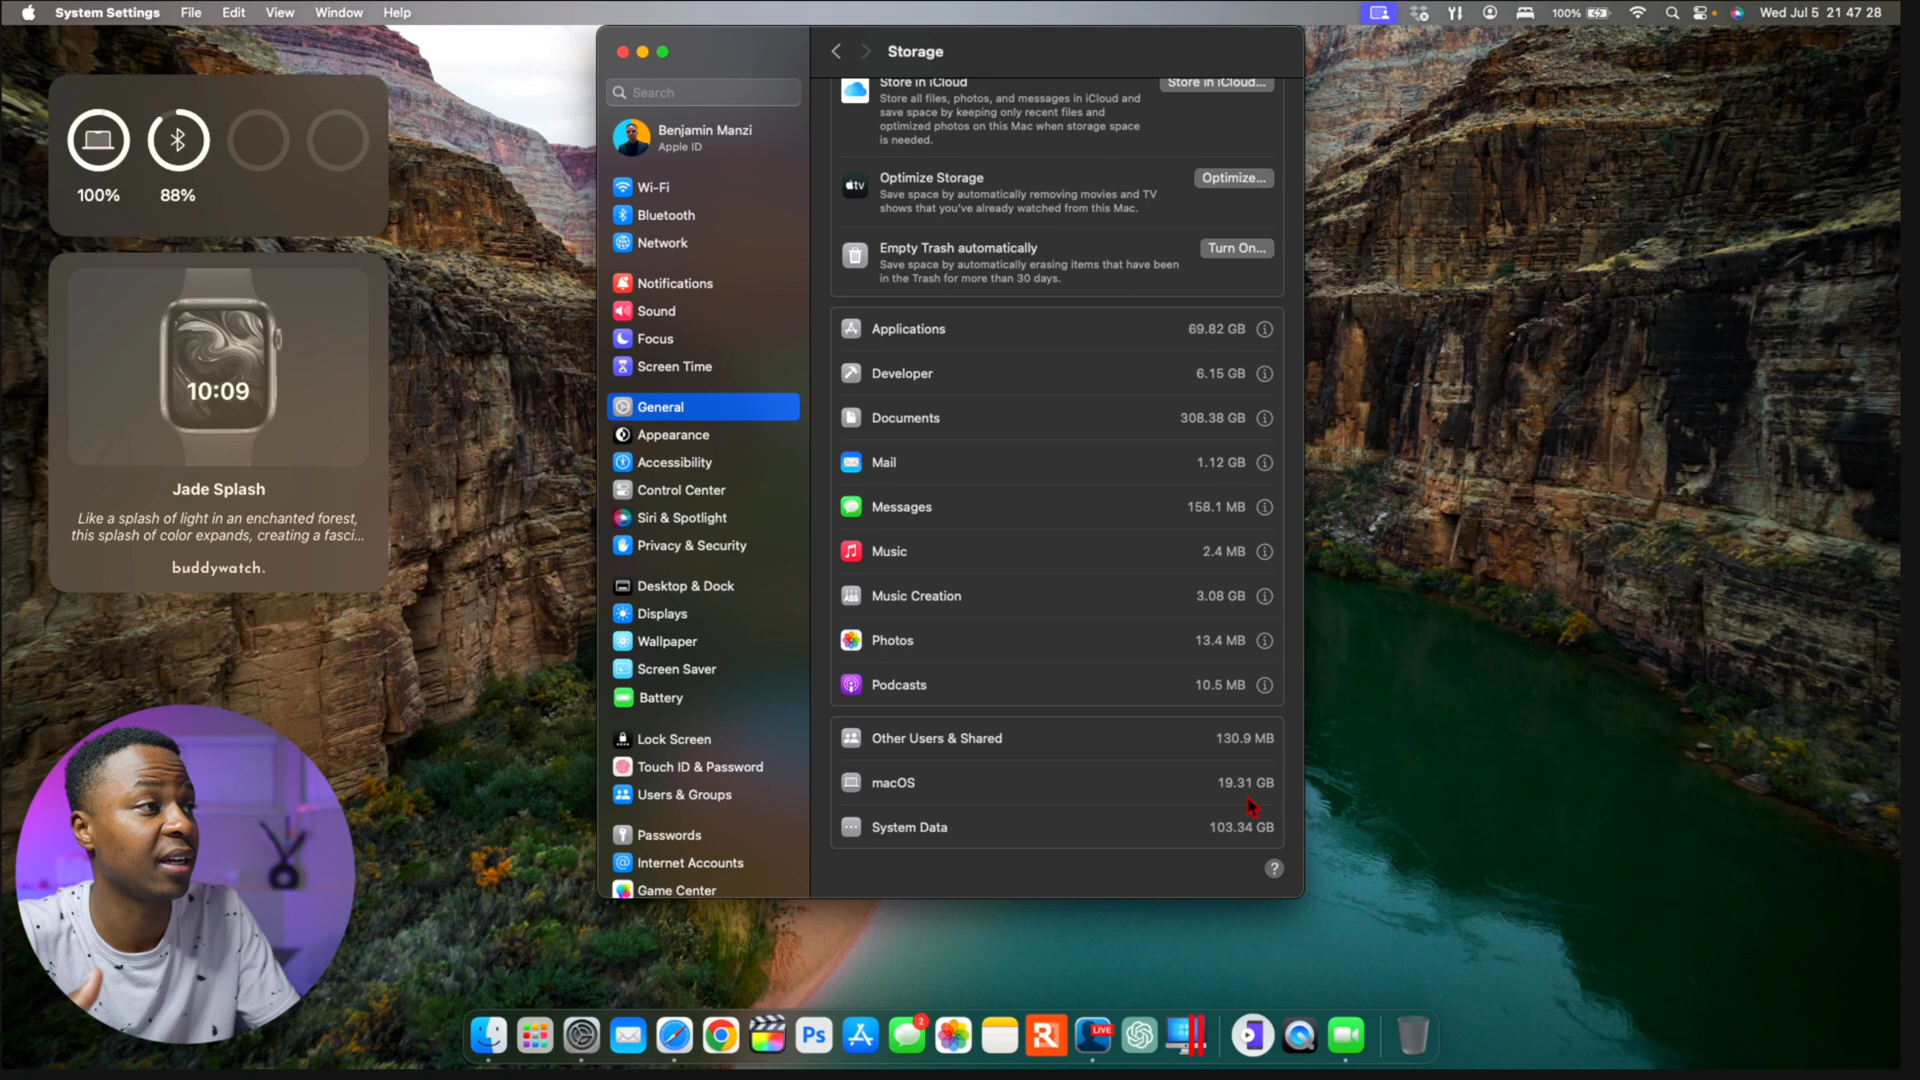 System Settings File Edit View Window Help
100%
Wed Jul 5 21 47 28
100% 88%
10:09
Jade Splash
Like a splash of light in an enchanted forest,
this splash of color expands, creating a fasci...
buddywatch.
Search
Benjamin Manzi
Apple ID
Wi-Fi
Bluetooth
Network
Notifications
Sound
Focus
Screen Time
General
Appearance
Accessibility
Control Center
Siri & Spotlight
Privacy & Security
Desktop & Dock
Displays
Wallpaper
Screen Saver
Battery
Lock Screen
Touch ID & Password
Users & Groups
Passwords
Internet Accounts
Game Center
Storage
Store in iCloud Store in iCloud...
Store all files, photos, and messages in iCloud and
save space by keeping only recent files and
optimized photos on this Mac when storage space
is needed.
tv
Optimize Storage Optimize...
Save space by automatically removing movies and TV
shows that you've already watched from this Mac.
Empty Trash automatically Turn On...
Save space by automatically erasing items that have been
in the Trash for more than 30 days.
Applications 69.82 GB
Developer 6.15 GB
Documents 308.38 GB
Mail 1.12 GB
Messages 158.1 MB
Music 2.4 MB
Music Creation 3.08 GB
Photos 13.4 MB
Podcasts 10.5 MB
Other Users & Shared 130.9 MB
macOS 19.31 GB
System Data 103.34 GB
?
Ps 2 R LIVE